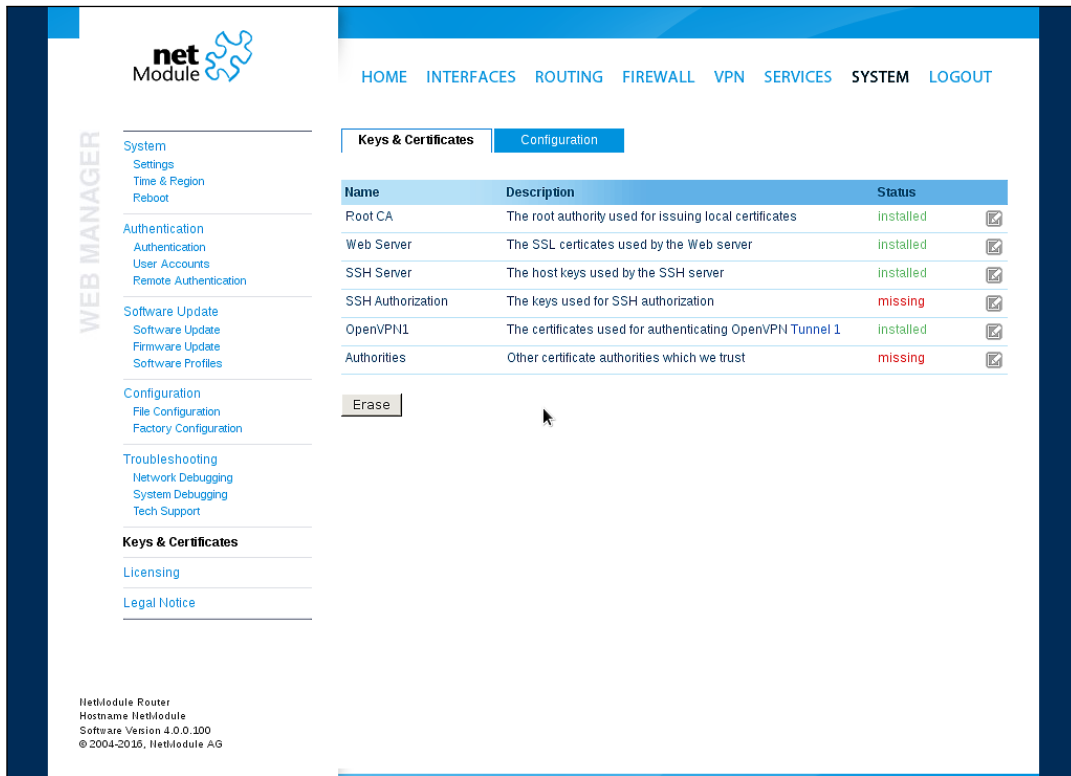 net
Module
HOME INTERFACES ROUTING FIREWALL VPN SERVICES SYSTEM LOGOUT
WEB MANAGER
System
Settings
Time & Region
Reboot
Authentication
Authentication
User Accounts
Remote Authentication
Software Update
Software Update
Firmware Update
Software Profiles
Configuration
File Configuration
Factory Configuration
Troubleshooting
Network Debugging
System Debugging
Tech Support
Keys & Certificates
Licensing
Legal Notice
Keys & Certificates Configuration
Name Description Status
Root CA The root authority used for issuing local certificates installed
Web Server The SSL certicates used by the Web server installed
SSH Server The host keys used by the SSH server installed
SSH Authorization The keys used for SSH authorization missing
OpenVPN1 The certificates used for authenticating OpenVPN Tunnel 1 installed
Authorities Other certificate authorities which we trust missing
Erase
NetModule Router
Hostname NetModule
Software Version 4.0.0.100
© 2004-2016, NetModule AG